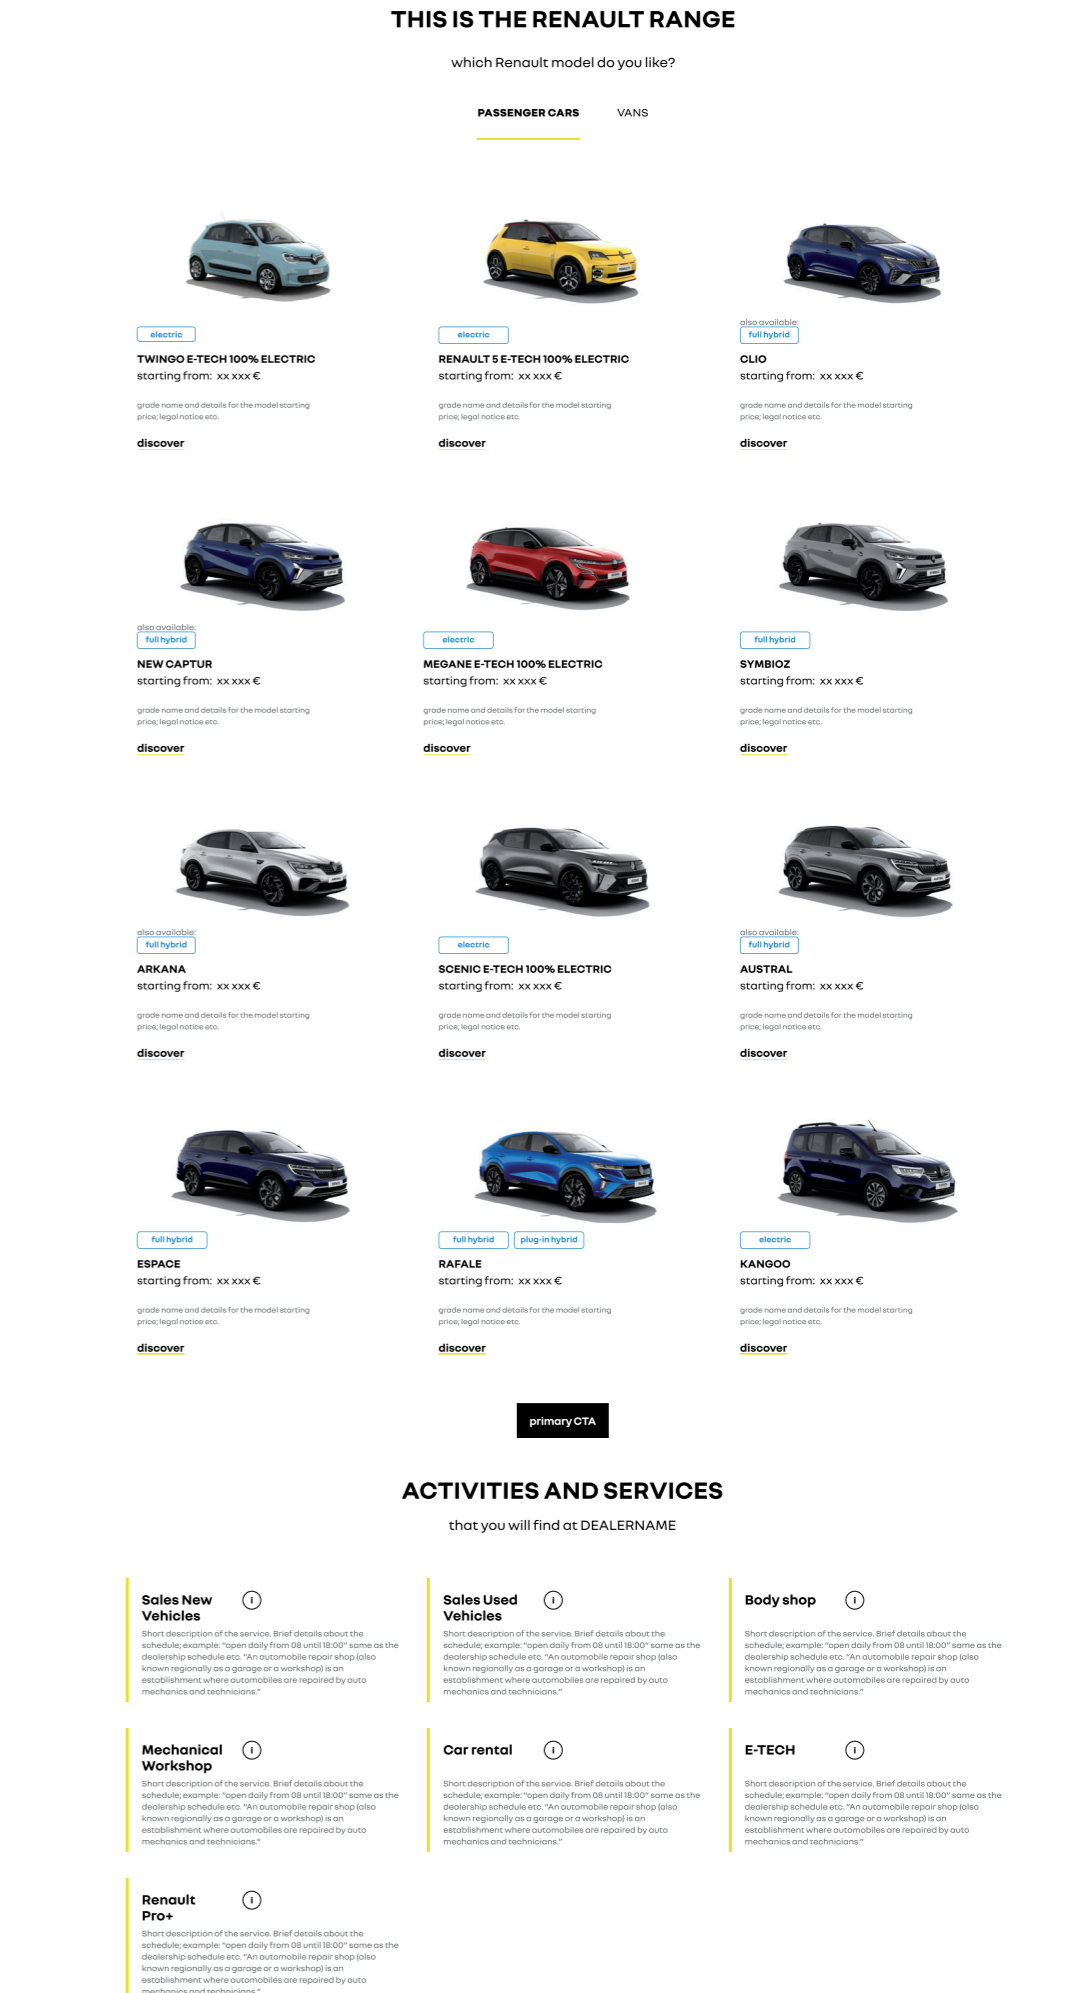 THIS IS THE RENAULT RANGE
which Renault model do you like?
PASSENGER CARS
VANS
electric
TWINGO E-TECH 100% ELECTRIC
starting from: xx xxx €
grade name and details for the model starting
price; legal notice etc.
discover
electric
RENAULT 5 E-TECH 100% ELECTRIC
starting from: xx xxx €
grade name and details for the model starting
price; legal notice etc.
discover
also available:
full hybrid
CLIO
starting from: xx xxx €
grade name and details for the model starting
price; legal notice etc.
discover
also available:
full hybrid
NEW CAPTUR
starting from: xx xxx €
grade name and details for the model starting
price; legal notice etc.
discover
electric
MEGANE E-TECH 100% ELECTRIC
starting from: xx xxx €
grade name and details for the model starting
price; legal notice etc.
discover
full hybrid
SYMBIOZ
starting from: xx xxx €
grade name and details for the model starting
price; legal notice etc.
discover
also available:
full hybrid
ARKANA
starting from: xx xxx €
grade name and details for the model starting
price; legal notice etc.
discover
electric
SCENIC E-TECH 100% ELECTRIC
starting from: xx xxx €
grade name and details for the model starting
price; legal notice etc.
discover
also available:
full hybrid
AUSTRAL
starting from: xx xxx €
grade name and details for the model starting
price; legal notice etc.
discover
full hybrid
ESPACE
starting from: xx xxx €
grade name and details for the model starting
price; legal notice etc.
discover
full hybrid
plug-in hybrid
RAFALE
starting from: xx xxx €
grade name and details for the model starting
price; legal notice etc.
discover
electric
KANGOO
starting from: xx xxx €
grade name and details for the model starting
price; legal notice etc.
discover
primary CTA
ACTIVITIES AND SERVICES
that you will find at DEALERNAME
Sales New
Vehicles
i
Short description of the service. Brief details about the
schedule; example: “open daily from 08 until 18:00” same as the
dealership schedule etc. “An automobile repair shop (also
known regionally as a garage or a workshop) is an
establishment where automobiles are repaired by auto
mechanics and technicians.”
Sales Used
Vehicles
i
Short description of the service. Brief details about the
schedule; example: “open daily from 08 until 18:00” same as the
dealership schedule etc. “An automobile repair shop (also
known regionally as a garage or a workshop) is an
establishment where automobiles are repaired by auto
mechanics and technicians.”
Body shop
i
Short description of the service. Brief details about the
schedule; example: “open daily from 08 until 18:00” same as the
dealership schedule etc. “An automobile repair shop (also
known regionally as a garage or a workshop) is an
establishment where automobiles are repaired by auto
mechanics and technicians.”
Mechanical
Workshop
i
Short description of the service. Brief details about the
schedule; example: “open daily from 08 until 18:00” same as the
dealership schedule etc. “An automobile repair shop (also
known regionally as a garage or a workshop) is an
establishment where automobiles are repaired by auto
mechanics and technicians.”
Car rental
i
Short description of the service. Brief details about the
schedule; example: “open daily from 08 until 18:00” same as the
dealership schedule etc. “An automobile repair shop (also
known regionally as a garage or a workshop) is an
establishment where automobiles are repaired by auto
mechanics and technicians.”
E-TECH
i
Short description of the service. Brief details about the
schedule; example: “open daily from 08 until 18:00” same as the
dealership schedule etc. “An automobile repair shop (also
known regionally as a garage or a workshop) is an
establishment where automobiles are repaired by auto
mechanics and technicians.”
Renault
Pro+
i
Short description of the service. Brief details about the
schedule; example: “open daily from 08 until 18:00” same as the
dealership schedule etc. “An automobile repair shop (also
known regionally as a garage or a workshop) is an
establishment where automobiles are repaired by auto
mechanics and technicians.”